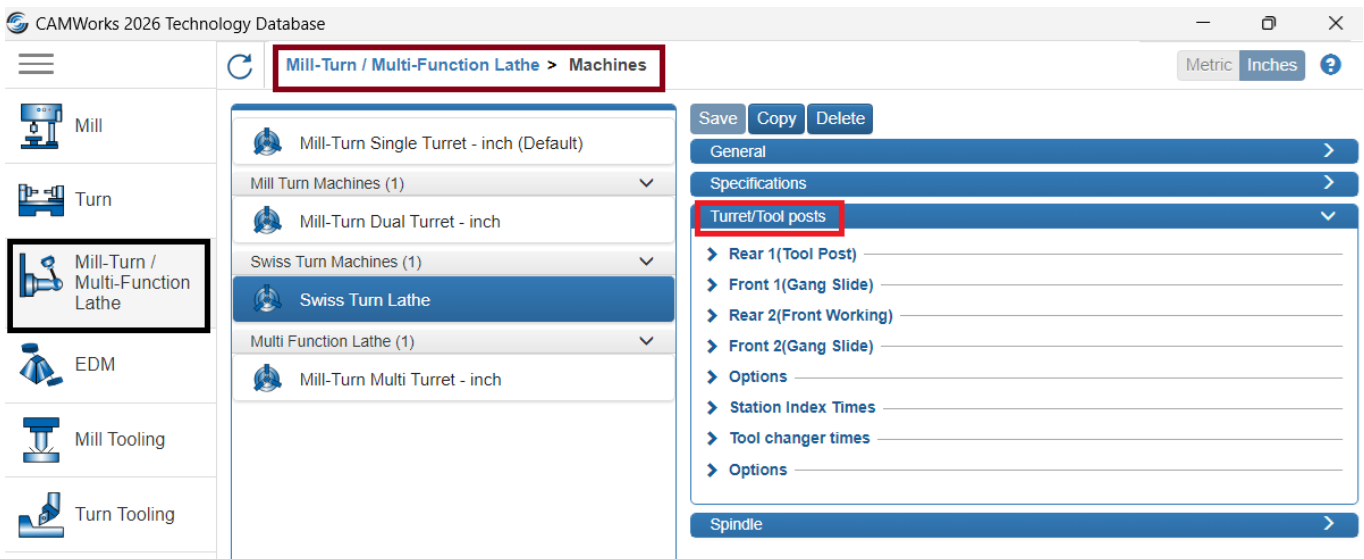 CAMWorks 2026 Technology Database
Mill-Turn / Multi-Function Lathe > Machines
Metric Inches ?
Mill
Turn
Mill-Turn /
Multi-Function
Lathe
EDM
Mill Tooling
Turn Tooling
Mill-Turn Single Turret - inch (Default)
Mill Turn Machines (1)
Mill-Turn Dual Turret - inch
Swiss Turn Machines (1)
Swiss Turn Lathe
Multi Function Lathe (1)
Mill-Turn Multi Turret - inch
Save Copy Delete
General
Specifications
Turret/Tool posts
Rear 1(Tool Post)
Front 1(Gang Slide)
Rear 2(Front Working)
Front 2(Gang Slide)
Options
Station Index Times
Tool changer times
Options
Spindle